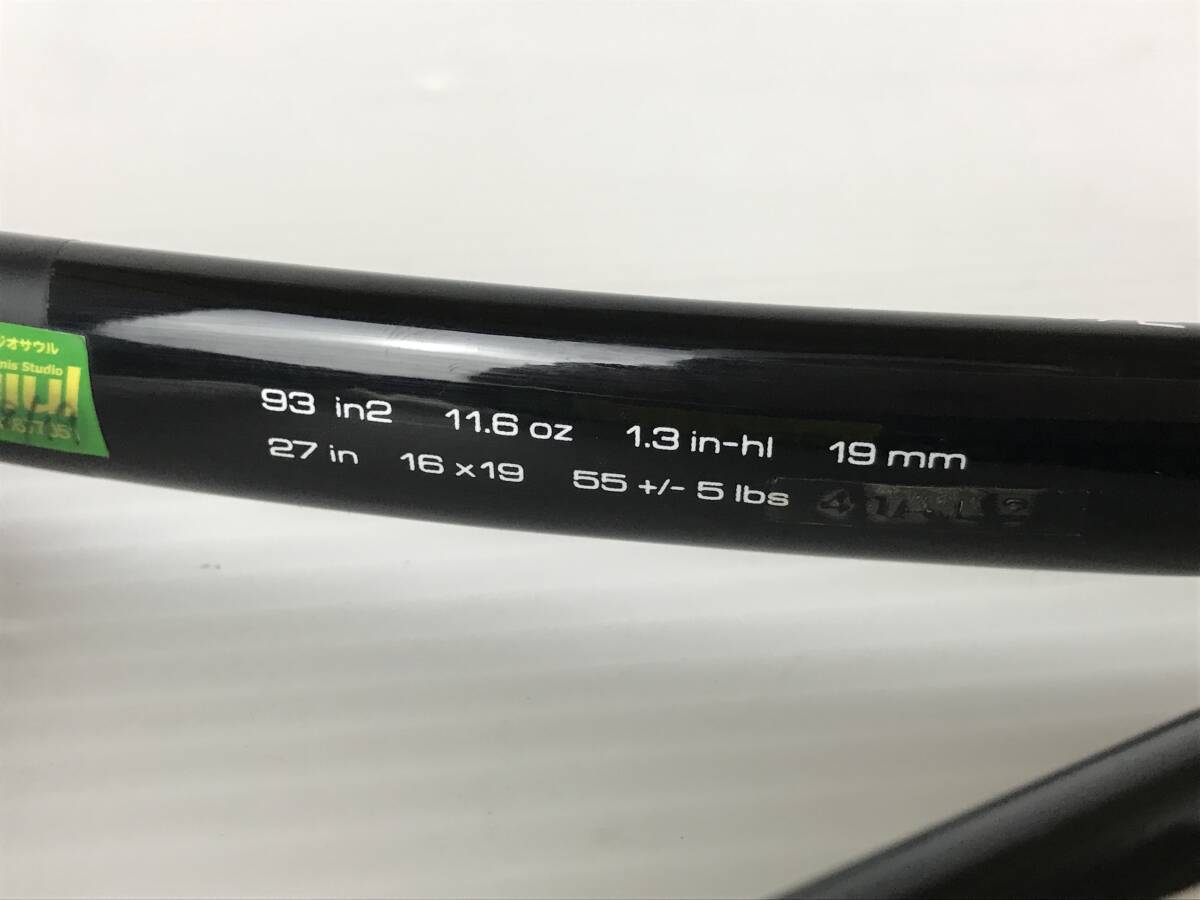 ジオサウル
nis Studio
93 in2 11.6 oz 1.3 in-hl 19 mm
27 in 16 x 19 55 +/- 5 lbs